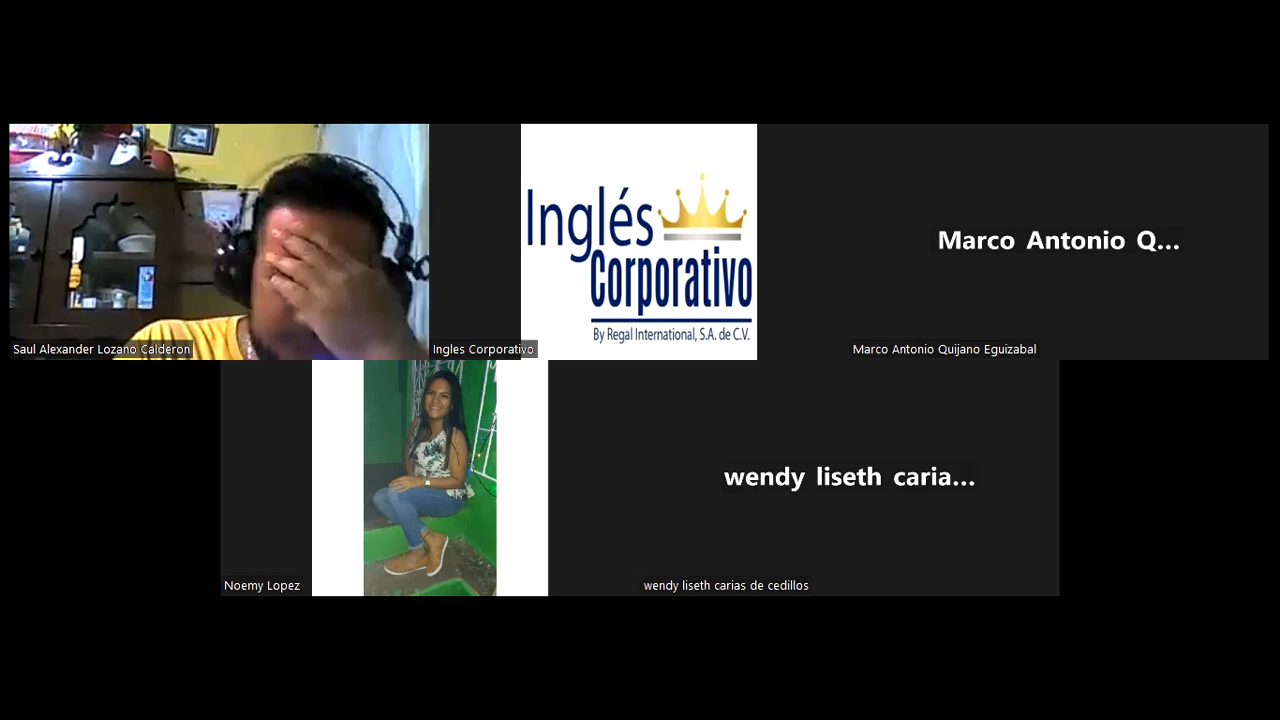 Saul Alexander Lozano Calderon
Inglés
Corporativo
By Regal International, S.A. de C.V.
Ingles Corporativo
Marco Antonio Q...
Marco Antonio Quijano Eguizabal
Noemy Lopez
wendy liseth caria...
wendy liseth carias de cedillos